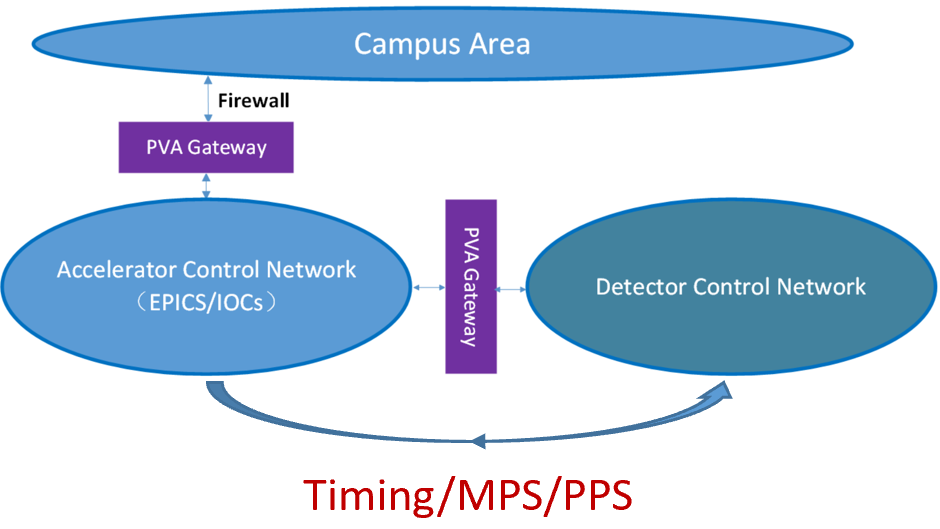 Campus Area
Firewall
PVA Gateway
Accelerator Control Network
（EPICS/IOCs）
PVA Gateway
Detector Control Network
Timing/MPS/PPS